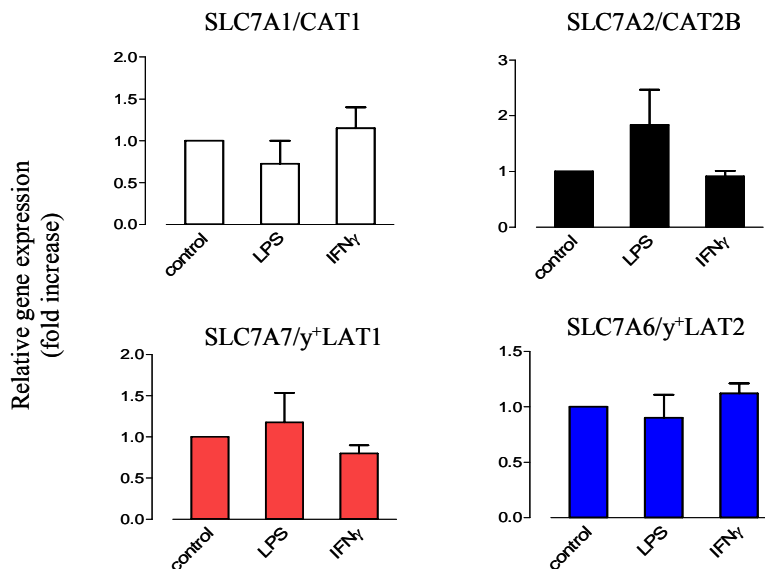 SLC7A1/CAT1
2.0
1.5
1.0
0.5
0.0
control
LPS
IFNγ
SLC7A2/CAT2B
3
2
1
0
control
LPS
IFNγ
Relative gene expression
(fold increase)
SLC7A7/y⁺LAT1
2.0
1.5
1.0
0.5
0.0
control
LPS
IFNγ
SLC7A6/y⁺LAT2
1.5
1.0
0.5
0.0
control
LPS
IFNγ